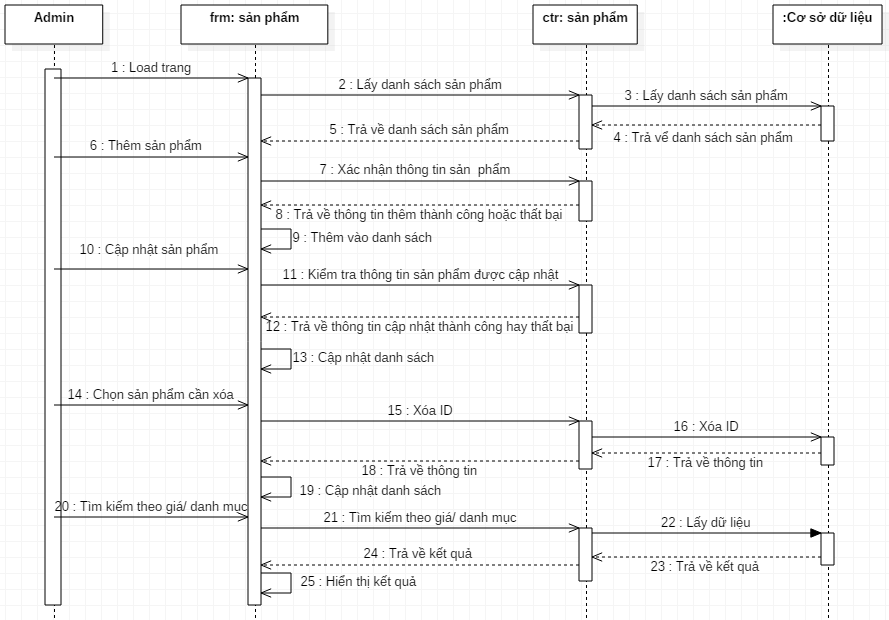 Admin
frm: sản phẩm
ctr: sản phẩm
:Cơ sở dữ liệu
1 : Load trang
2 : Lấy danh sách sản phẩm
3 : Lấy danh sách sản phẩm
4 : Trả về danh sách sản phẩm
5 : Trả về danh sách sản phẩm
6 : Thêm sản phẩm
7 : Xác nhận thông tin sản phẩm
8 : Trả về thông tin thêm thành công hoặc thất bại
9 : Thêm vào danh sách
10 : Cập nhật sản phẩm
11 : Kiểm tra thông tin sản phẩm được cập nhật
12 : Trả về thông tin cập nhật thành công hay thất bại
13 : Cập nhật danh sách
14 : Chọn sản phẩm cần xóa
15 : Xóa ID
16 : Xóa ID
17 : Trả về thông tin
18 : Trả về thông tin
19 : Cập nhật danh sách
20 : Tìm kiếm theo giá/ danh mục
21 : Tìm kiếm theo giá/ danh mục
22 : Lấy dữ liệu
23 : Trả về kết quả
24 : Trả về kết quả
25 : Hiển thị kết quả